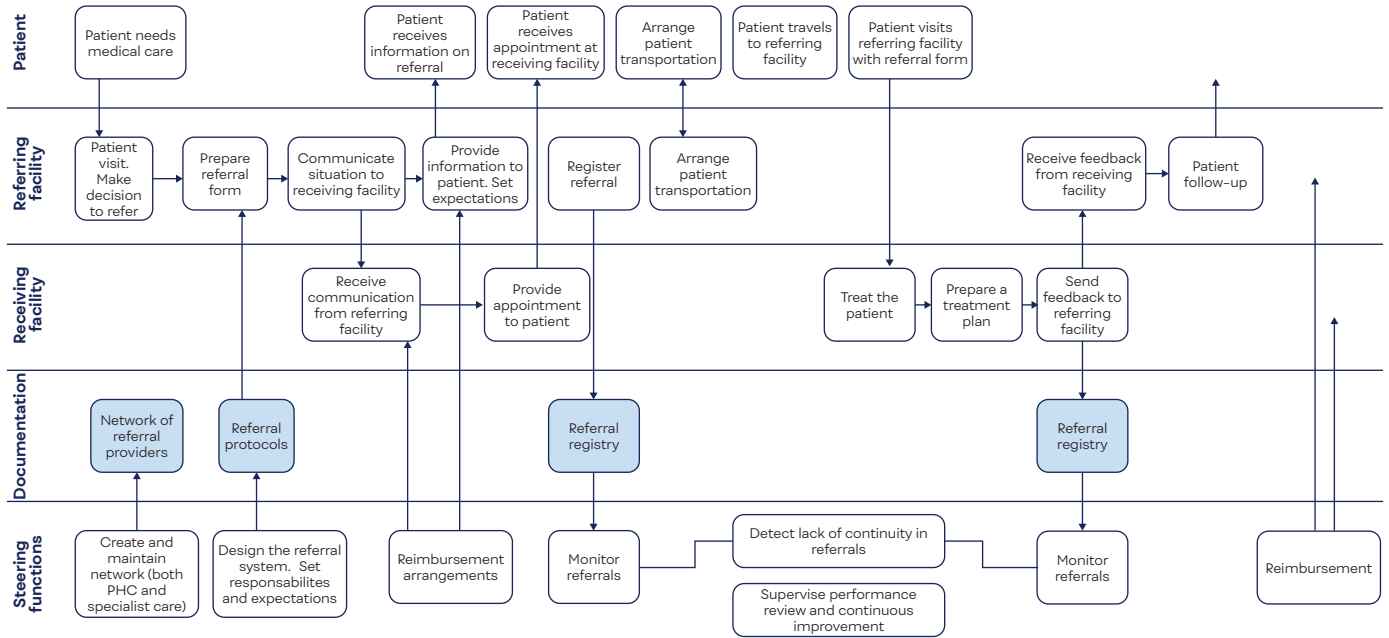 Patient
Patient needs
medical care
Patient
receives
information on
referral
Patient
receives
appointment at
receiving facility
Arrange
patient
transportation
Patient travels
to referring
facility
Patient visits
referring facility
with referral form
Referring
facility
Patient
visit.
Make
decision
to refer
Prepare
referral
form
Communicate
situation to
receiving facility
Provide
information to
patient. Set
expectations
Register
referral
Arrange
patient
transportation
Receive feedback
from receiving
facility
Patient
follow-up
Receiving
facility
Receive
communication
from referring
facility
Provide
appointment
to patient
Treat the
patient
Prepare a
treatment
plan
Send
feedback to
referring
facility
Documentation
Network of
referral
providers
Referral
protocols
Referral
registry
Referral
registry
Steering
functions
Create and
maintain
network (both
PHC and
specialist care)
Design the referral
system. Set
responsabilites
and expectations
Reimbursement
arrangements
Monitor
referrals
Detect lack of continuity in
referrals
Supervise performance
review and continuous
improvement
Monitor
referrals
Reimbursement